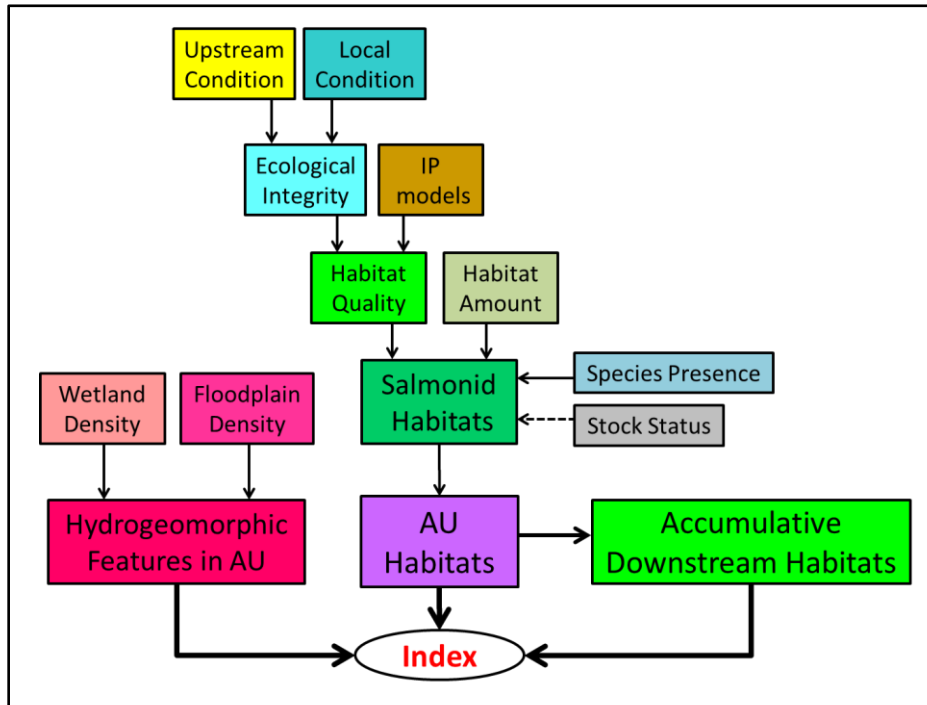 Upstream
Condition
Local
Condition
Ecological
Integrity
IP
models
Habitat
Quality
Habitat
Amount
Wetland
Density
Floodplain
Density
Salmonid
Habitats
Species Presence
Stock Status
Hydrogeomorphic
Features in AU
AU
Habitats
Accumulative
Downstream Habitats
Index